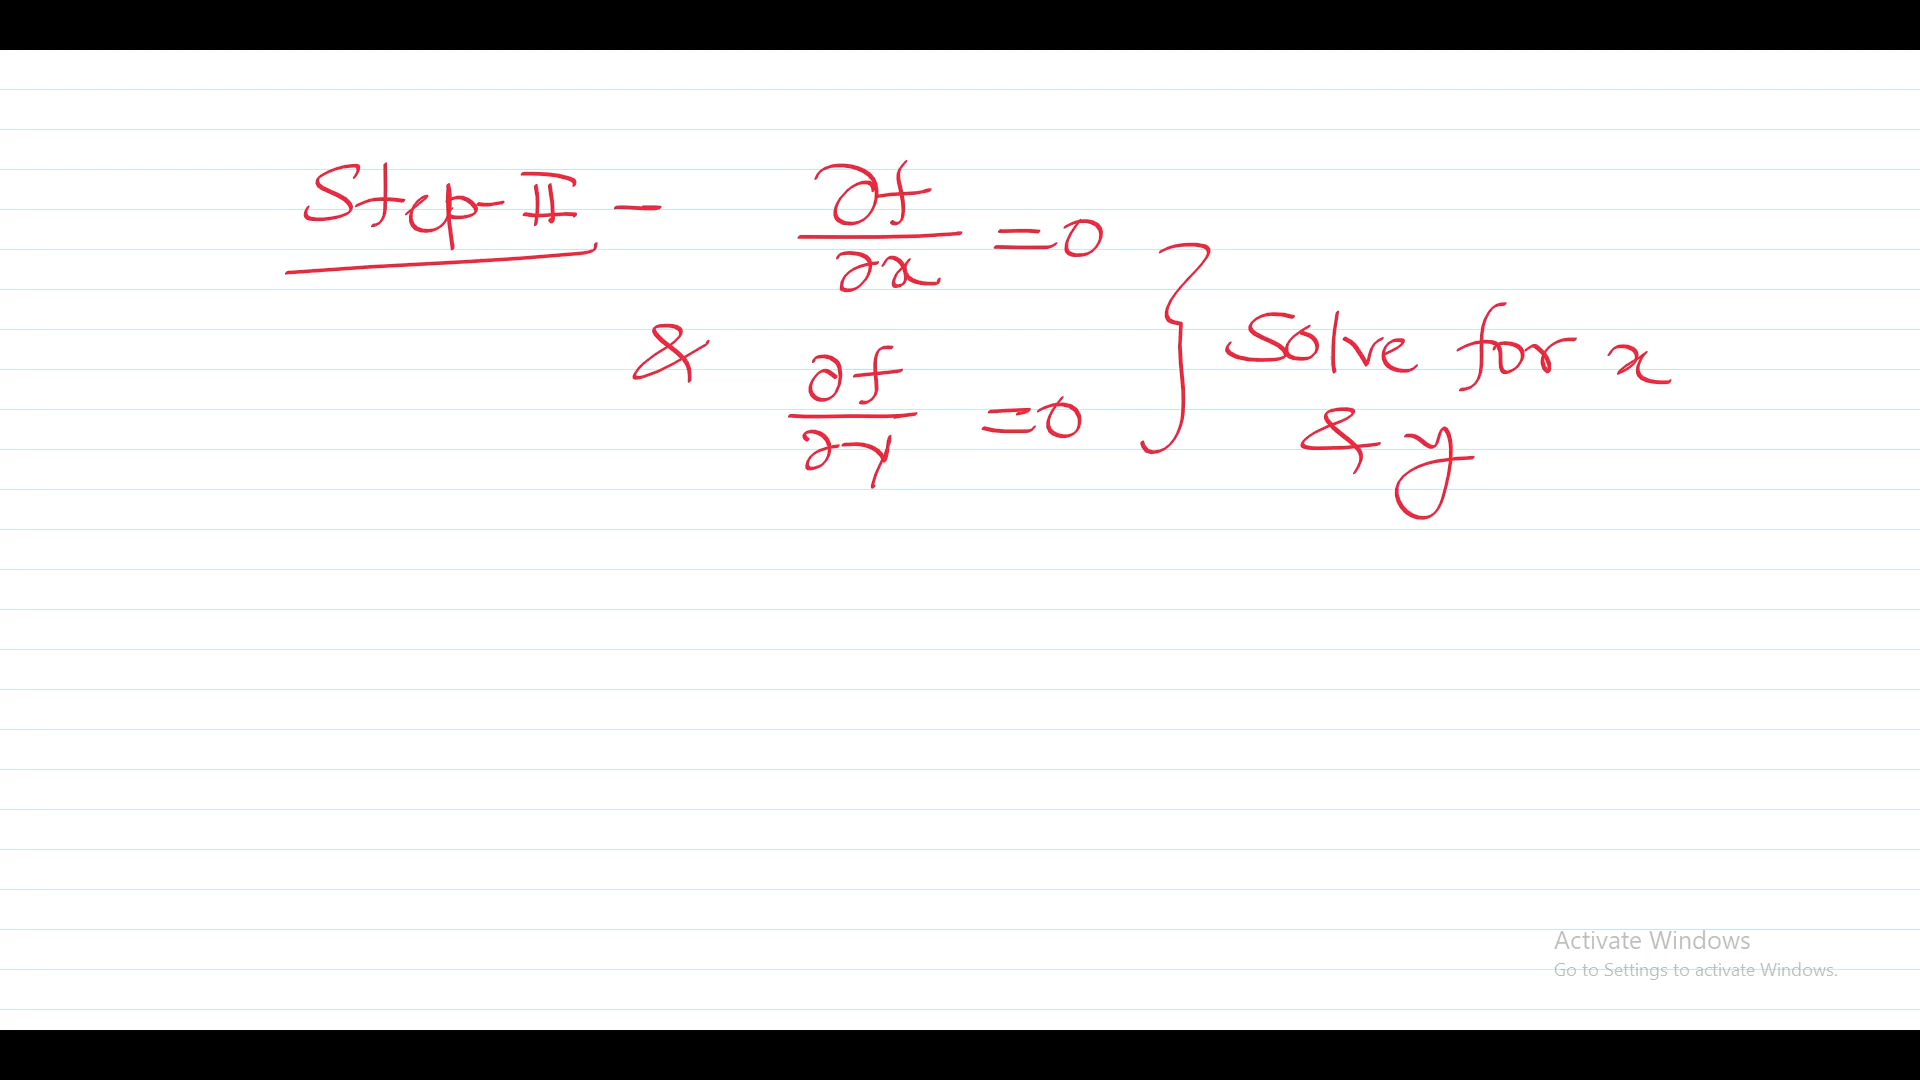 Step-II - ∂f/∂x = 0
& ∂f/∂y = 0 } Solve for x
& y
Activate Windows
Go to Settings to activate Windows.